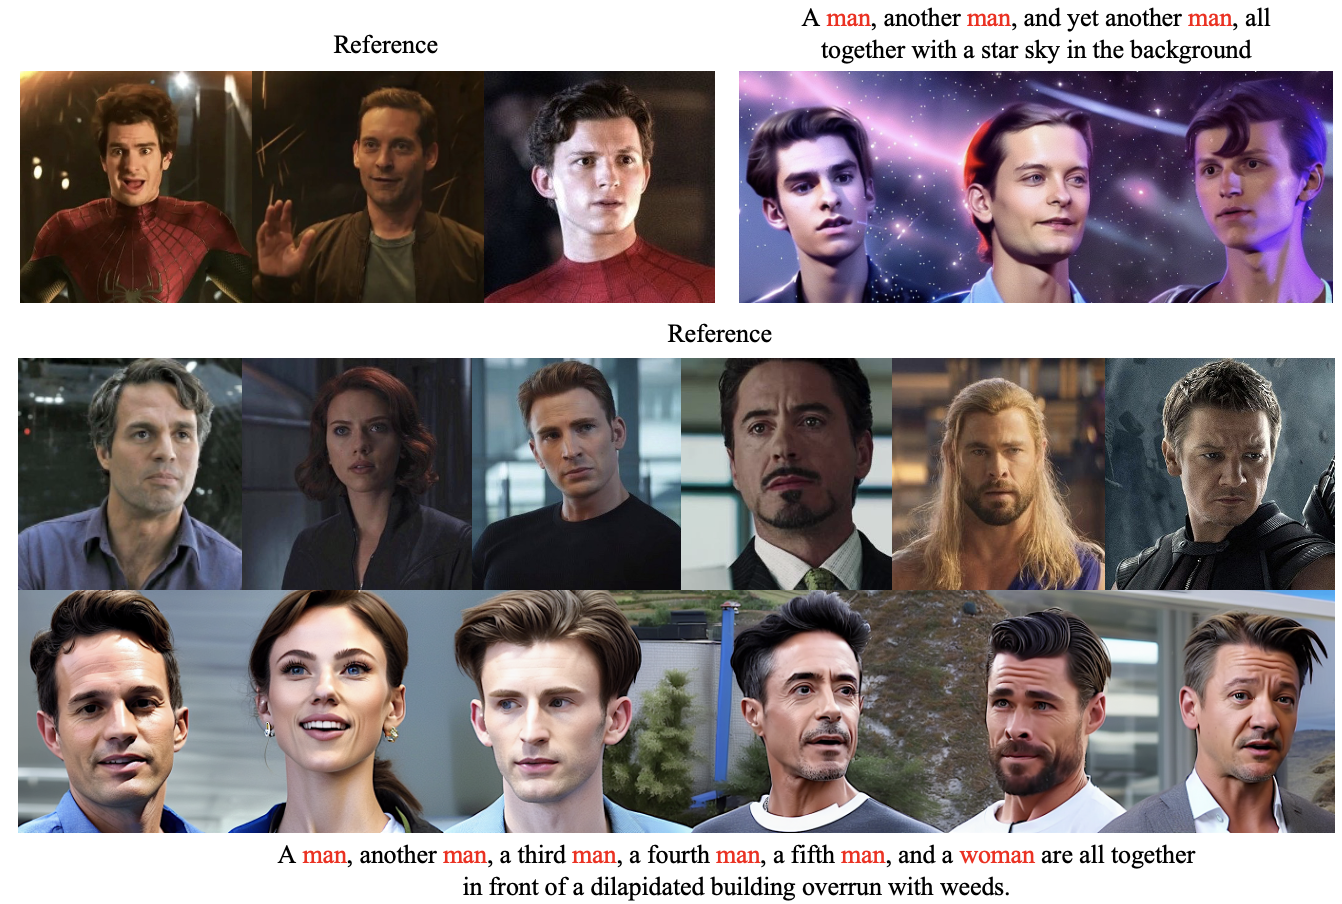 Reference
A man, another man, and yet another man, all
together with a star sky in the background
Reference
A man, another man, a third man, a fourth man, a fifth man, and a woman are all together
in front of a dilapidated building overrun with weeds.